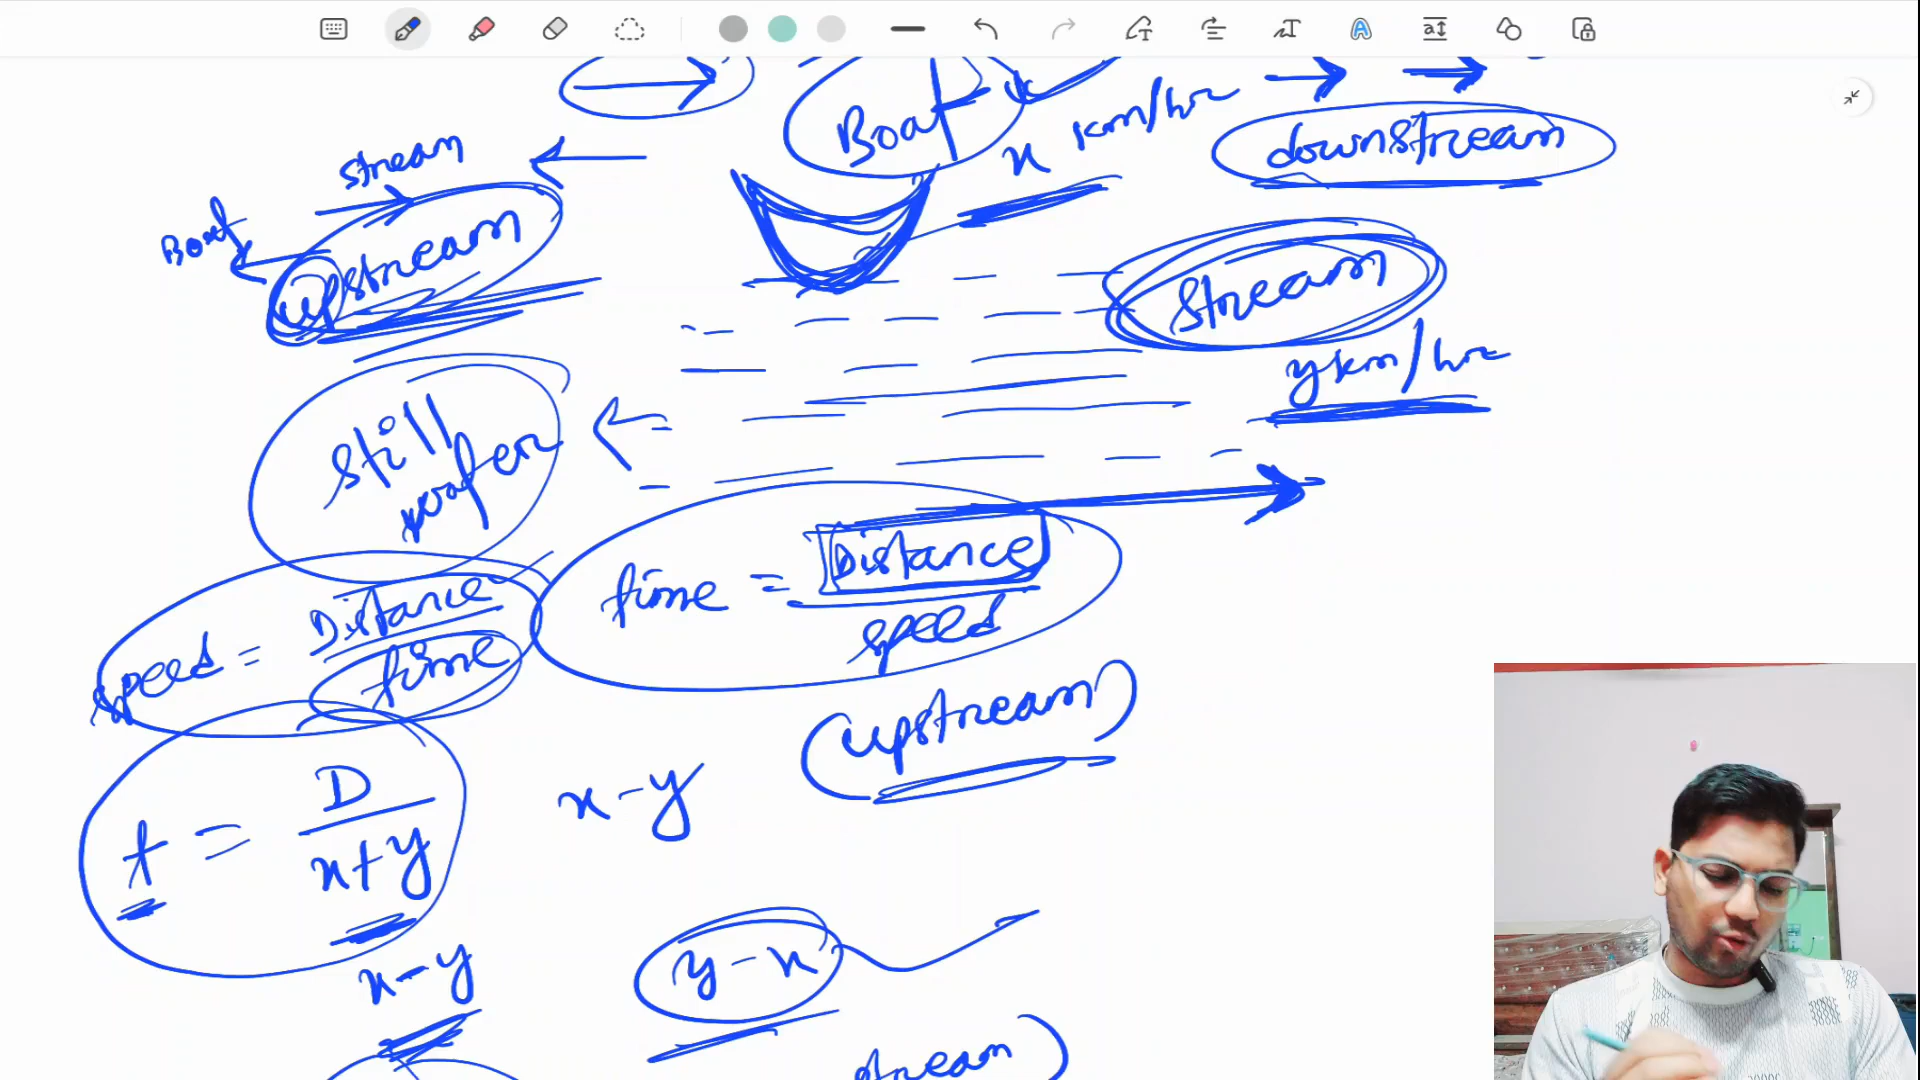 Boat
x km/hr
downstream
stream
Boat
upstream
stream
y km/hr
still
water
time = Distance
speed
speed = Distance
time
(upstream)
t = D
x+y
x-y
x-y
y-x
stream)